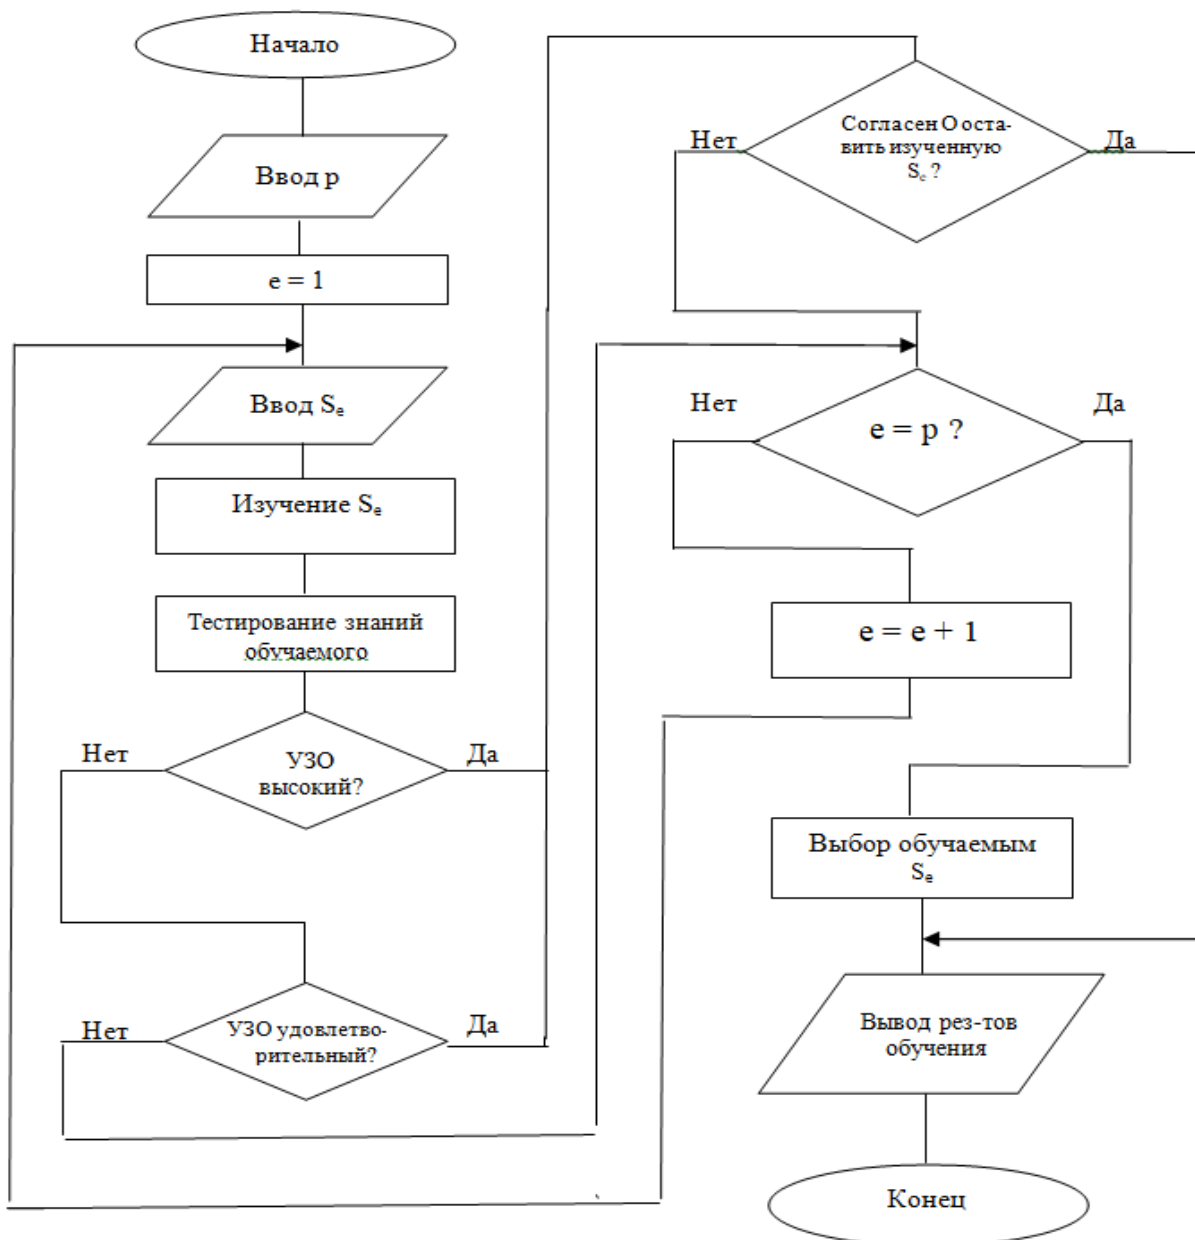 Начало
Ввод p
e = 1
Ввод Sₑ
Изучение Sₑ
Тестирование знаний
обучаемого
Нет
УЗО
высокий?
Да
Нет
УЗО удовлетво-
рительный?
Да
Нет
Согласен О оста-
вить изученную
Sₑ ?
Да
Нет
e = p ?
Да
e = e + 1
Выбор обучаемым
Sₑ
Вывод рез-тов
обучения
Конец